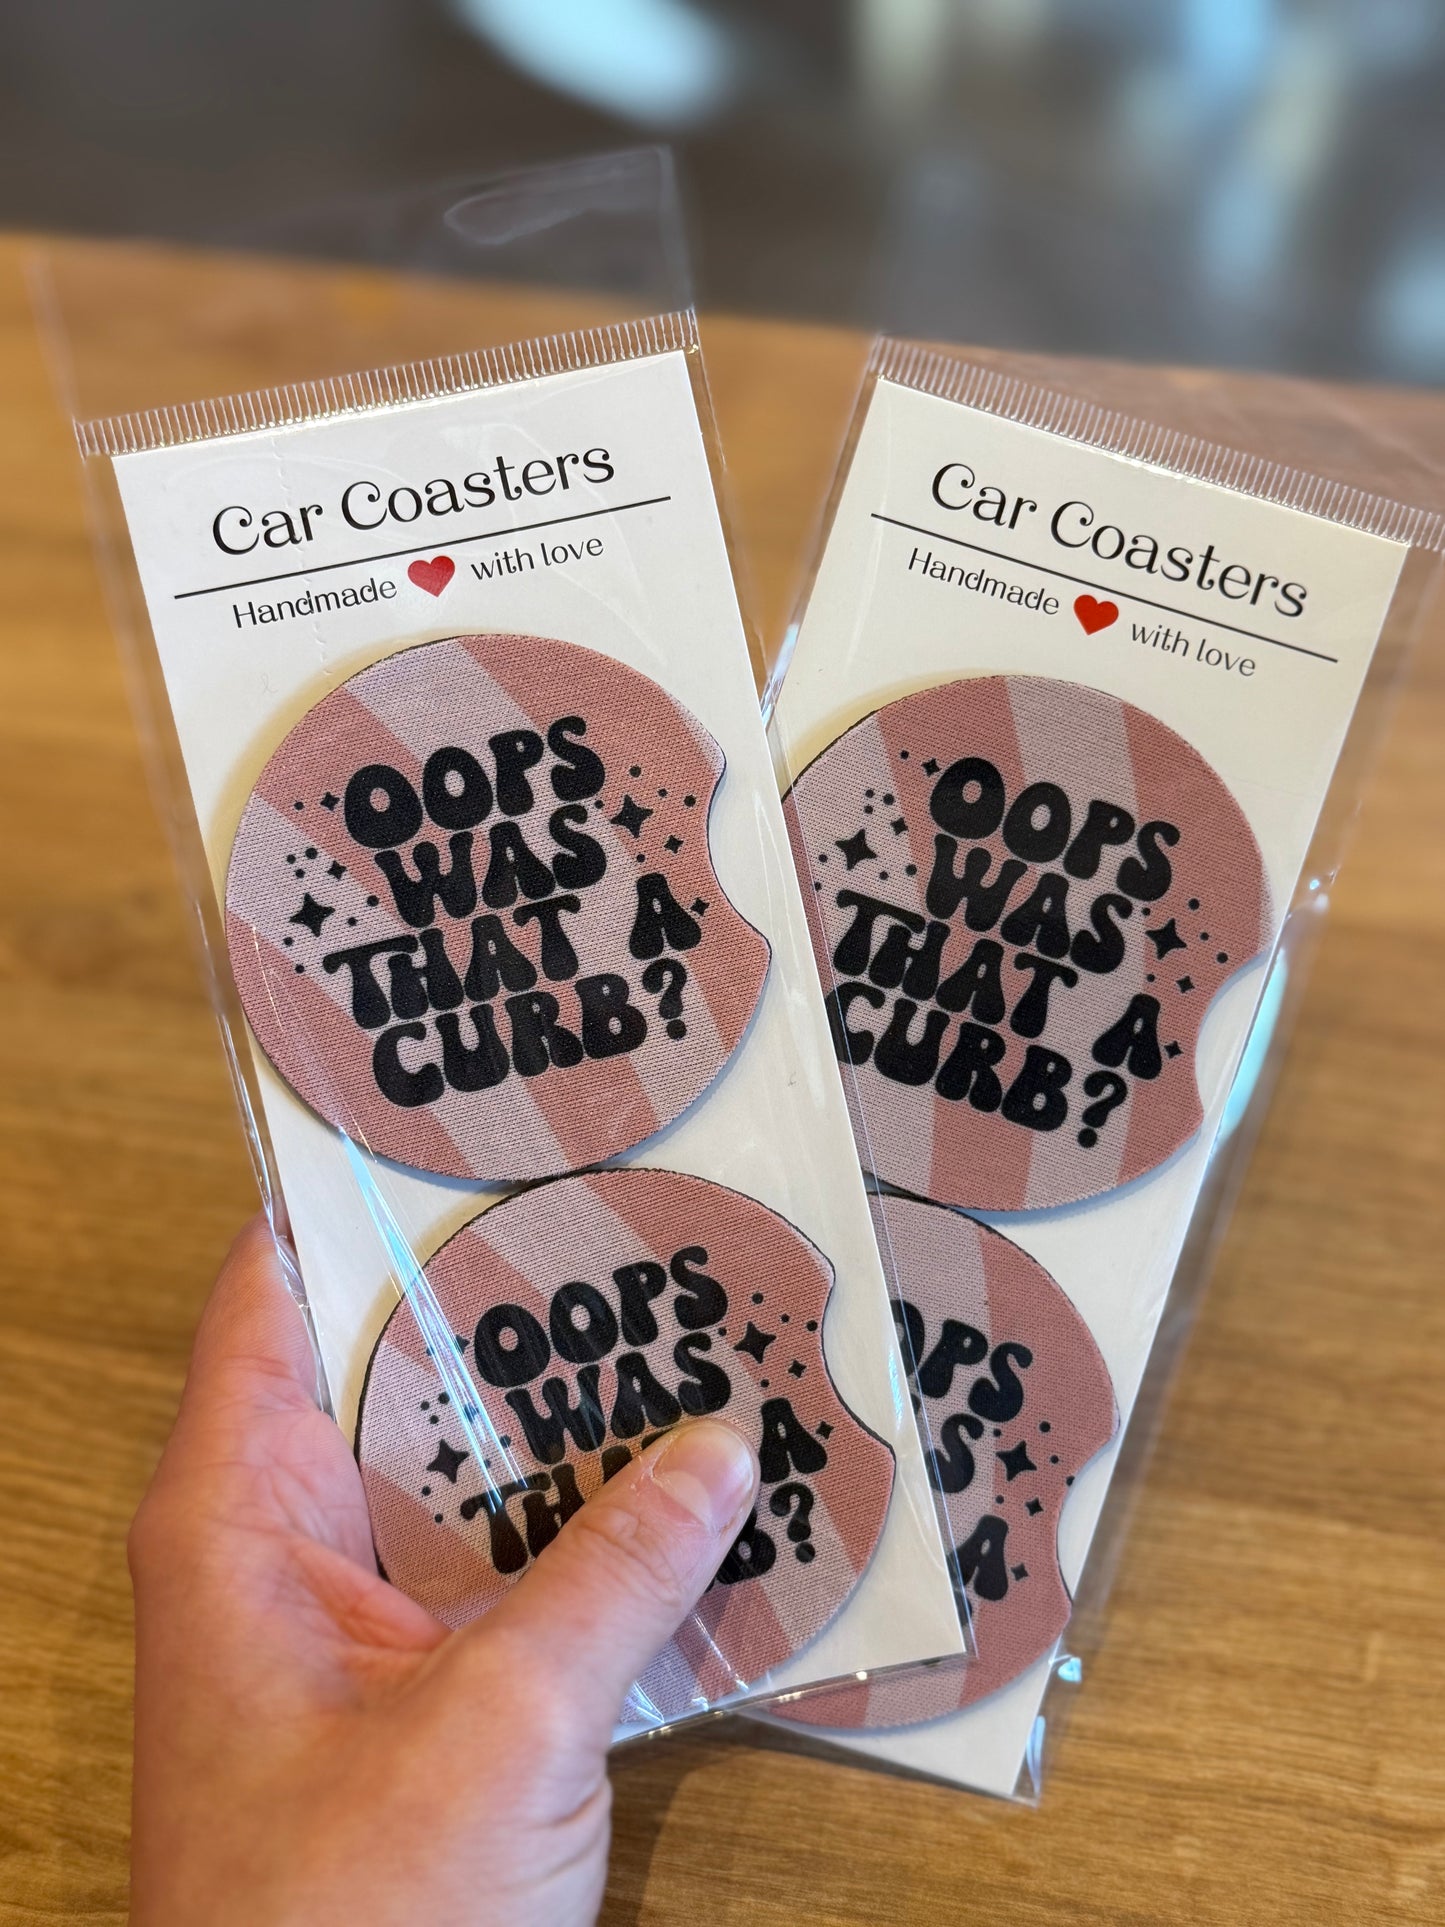 Car Coasters
Handmade ❤ with love
OOPS
WAS
THAT A
CURB?
OOPS
WAS
A
?
Car Coasters
Handmade ❤ with love
OOPS
WAS
THAT A
CURB?
A